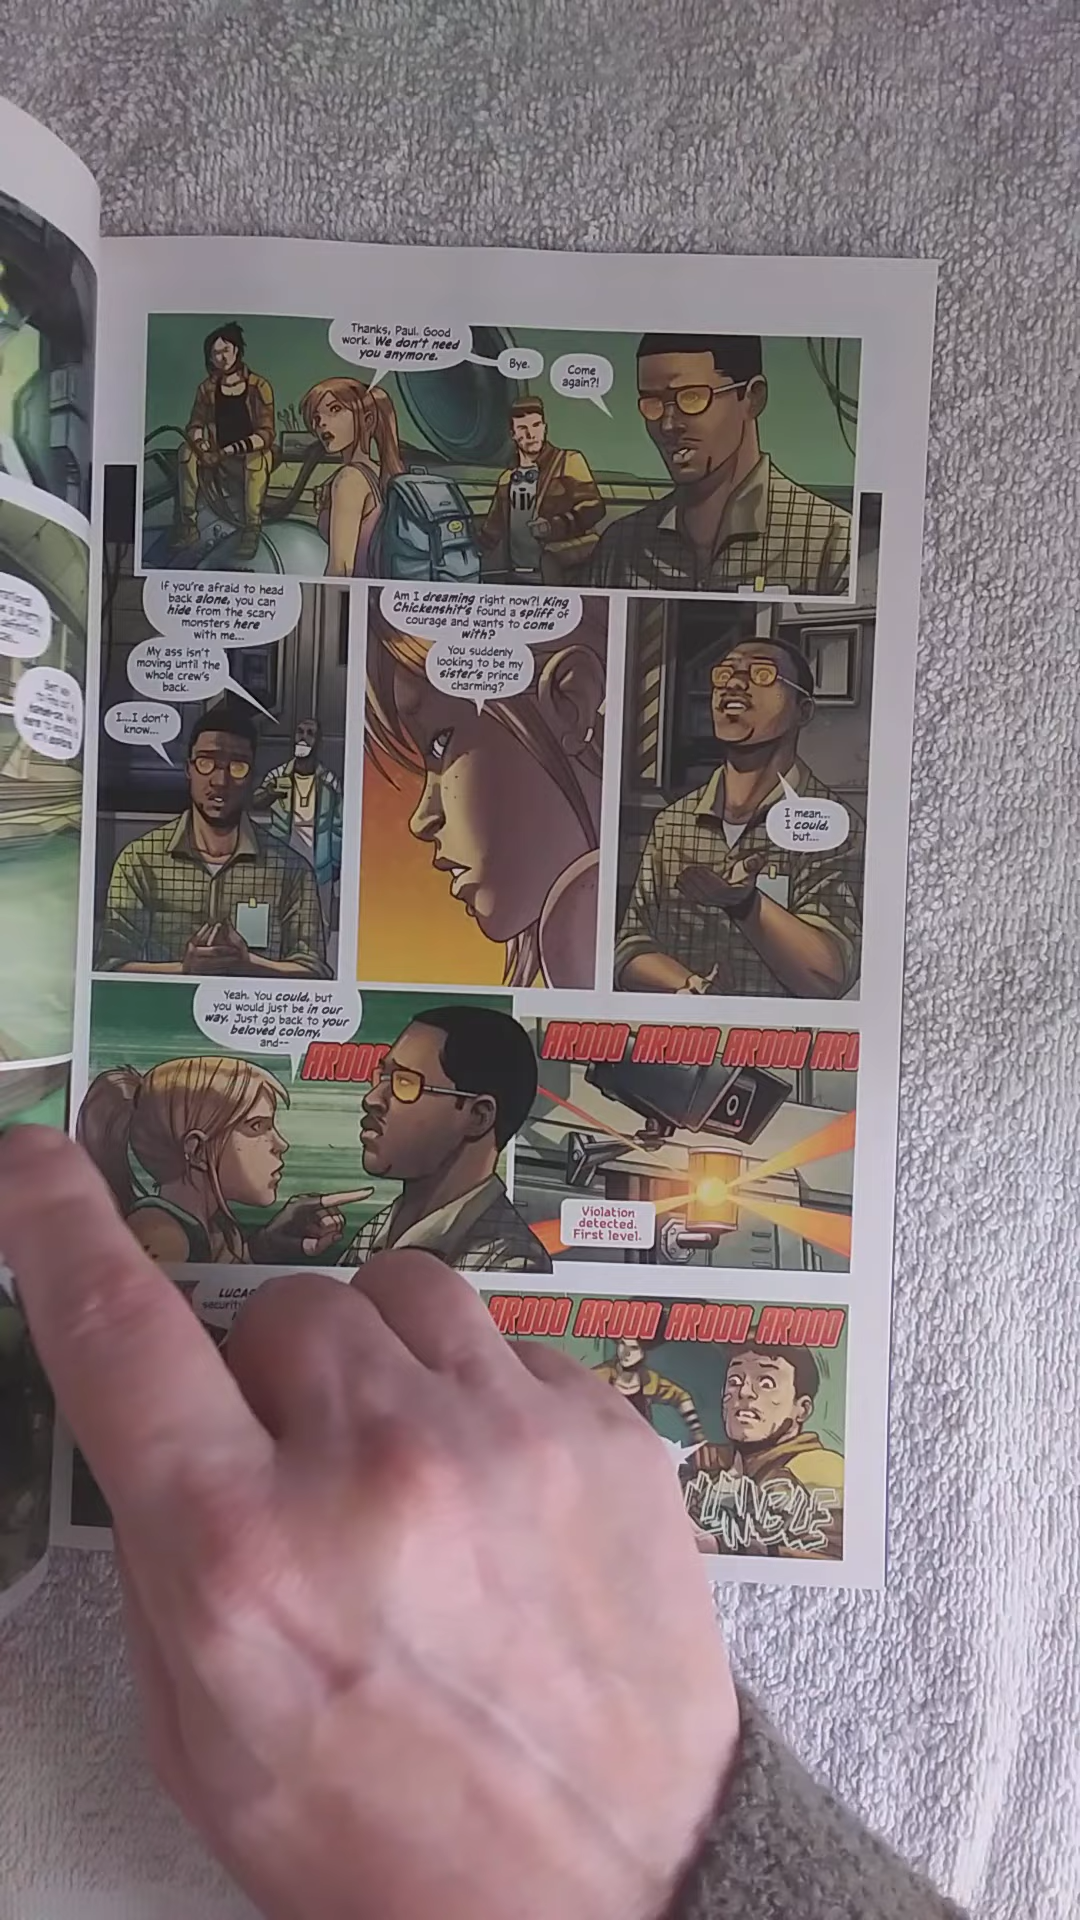 Thanks, Paul. Good
work. We don't need
you anymore.
Bye.
Come
again?!
If you're afraid to head
back alone, you can
hide from the scary
monsters here
with me...
My ass isn't
moving until the
whole crew's
back.
I...I don't
know...
Am I dreaming right now?! King
Chickenshit's found a spliff of
courage and wants to come
with?
You suddenly
looking to be my
sister's prince
charming?
I mean...
I could,
but...
Yeah. You could, but
you would just be in our
way. Just go back to your
beloved colony,
and--
AROOO AROOO AROOO ARO
Violation
detected.
First level.
security
AROOO AROOO AROOO AROOO